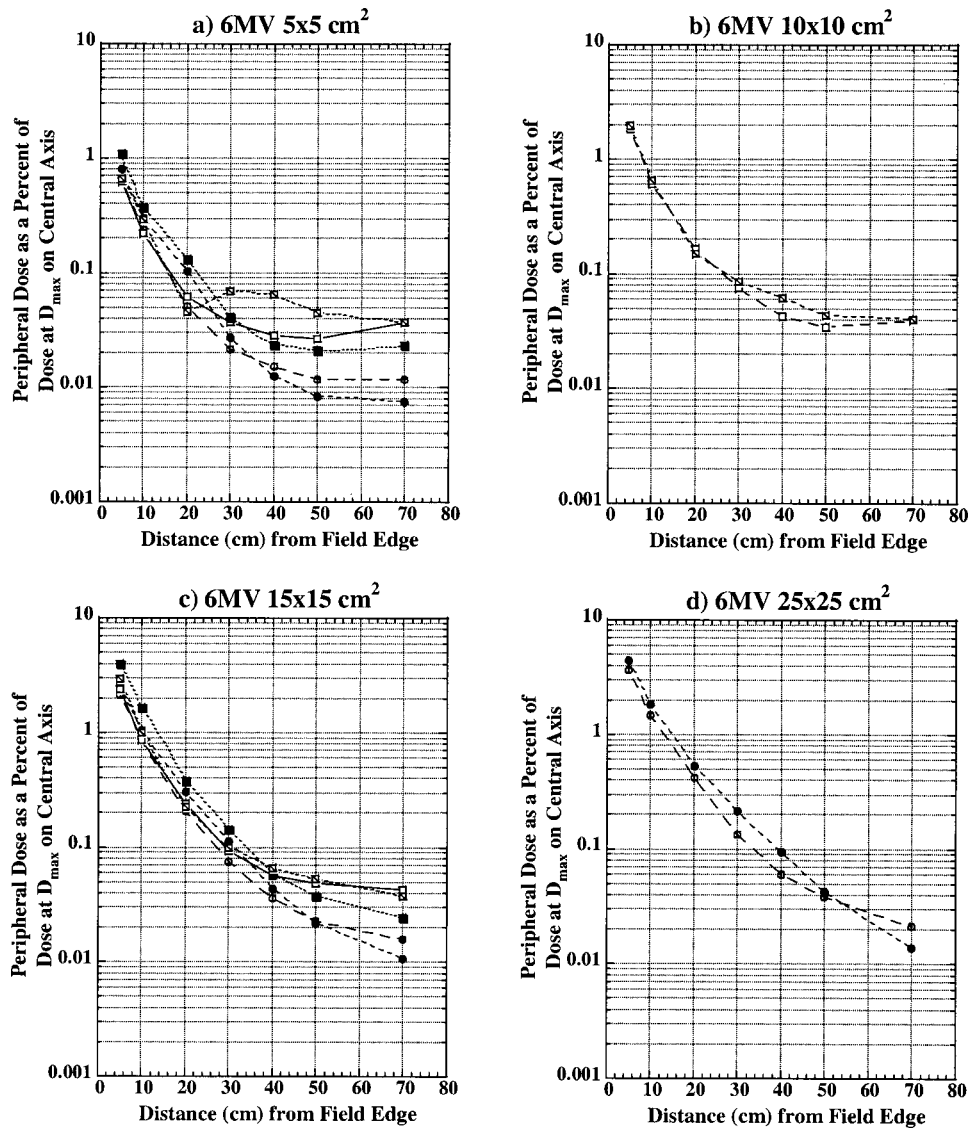 a) 6MV 5x5 cm²
10
1
0.1
0.01
0.001
0 10 20 30 40 50 60 70 80
Distance (cm) from Field Edge
Peripheral Dose as a Percent of
Dose at Dmax on Central Axis
b) 6MV 10x10 cm²
10
1
0.1
0.01
0.001
0 10 20 30 40 50 60 70 80
Distance (cm) from Field Edge
Peripheral Dose as a Percent of
Dose at Dmax on Central Axis
c) 6MV 15x15 cm²
10
1
0.1
0.01
0.001
0 10 20 30 40 50 60 70 80
Distance (cm) from Field Edge
Peripheral Dose as a Percent of
Dose at Dmax on Central Axis
d) 6MV 25x25 cm²
10
1
0.1
0.01
0.001
0 10 20 30 40 50 60 70 80
Distance (cm) from Field Edge
Peripheral Dose as a Percent of
Dose at Dmax on Central Axis